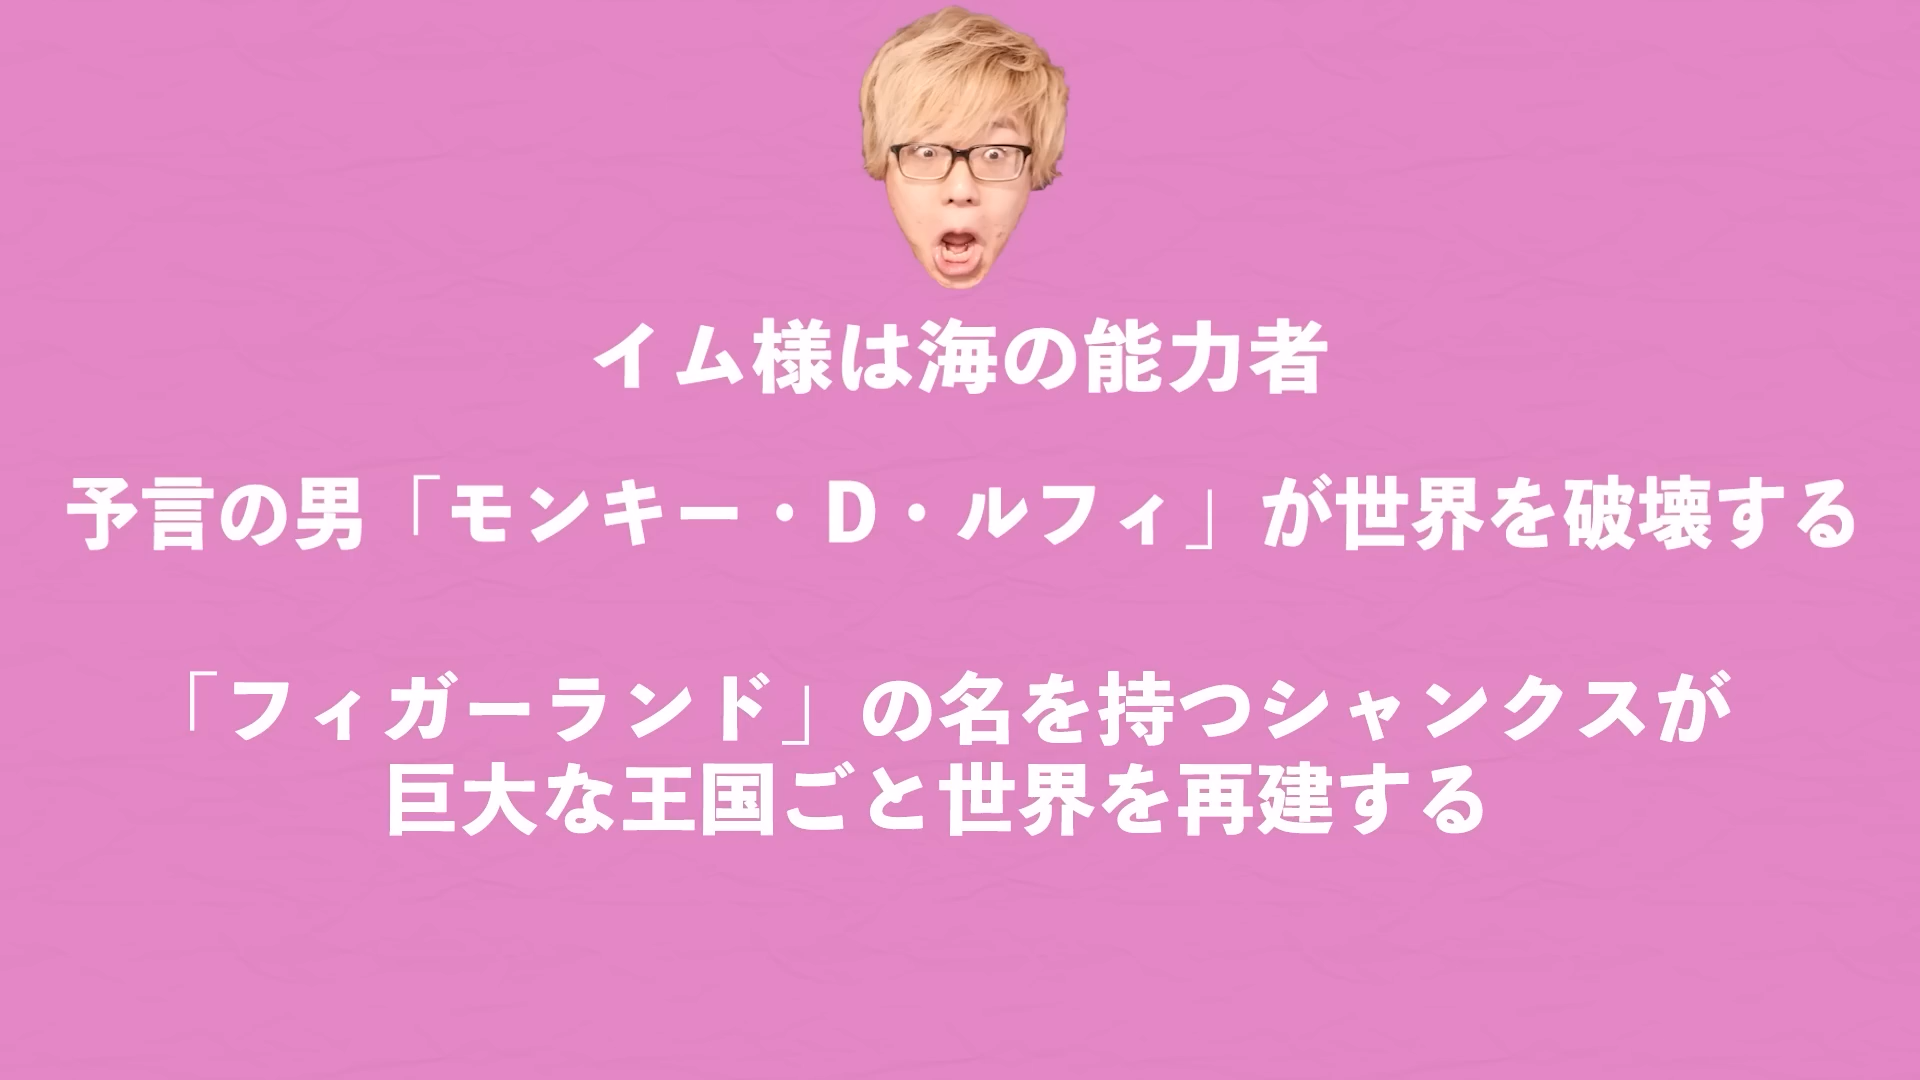 イム様は海の能力者
予言の男「モンキー・D・ルフィ」が世界を破壊する
「フィガーランド」の名を持つシャンクスが
巨大な王国ごと世界を再建する